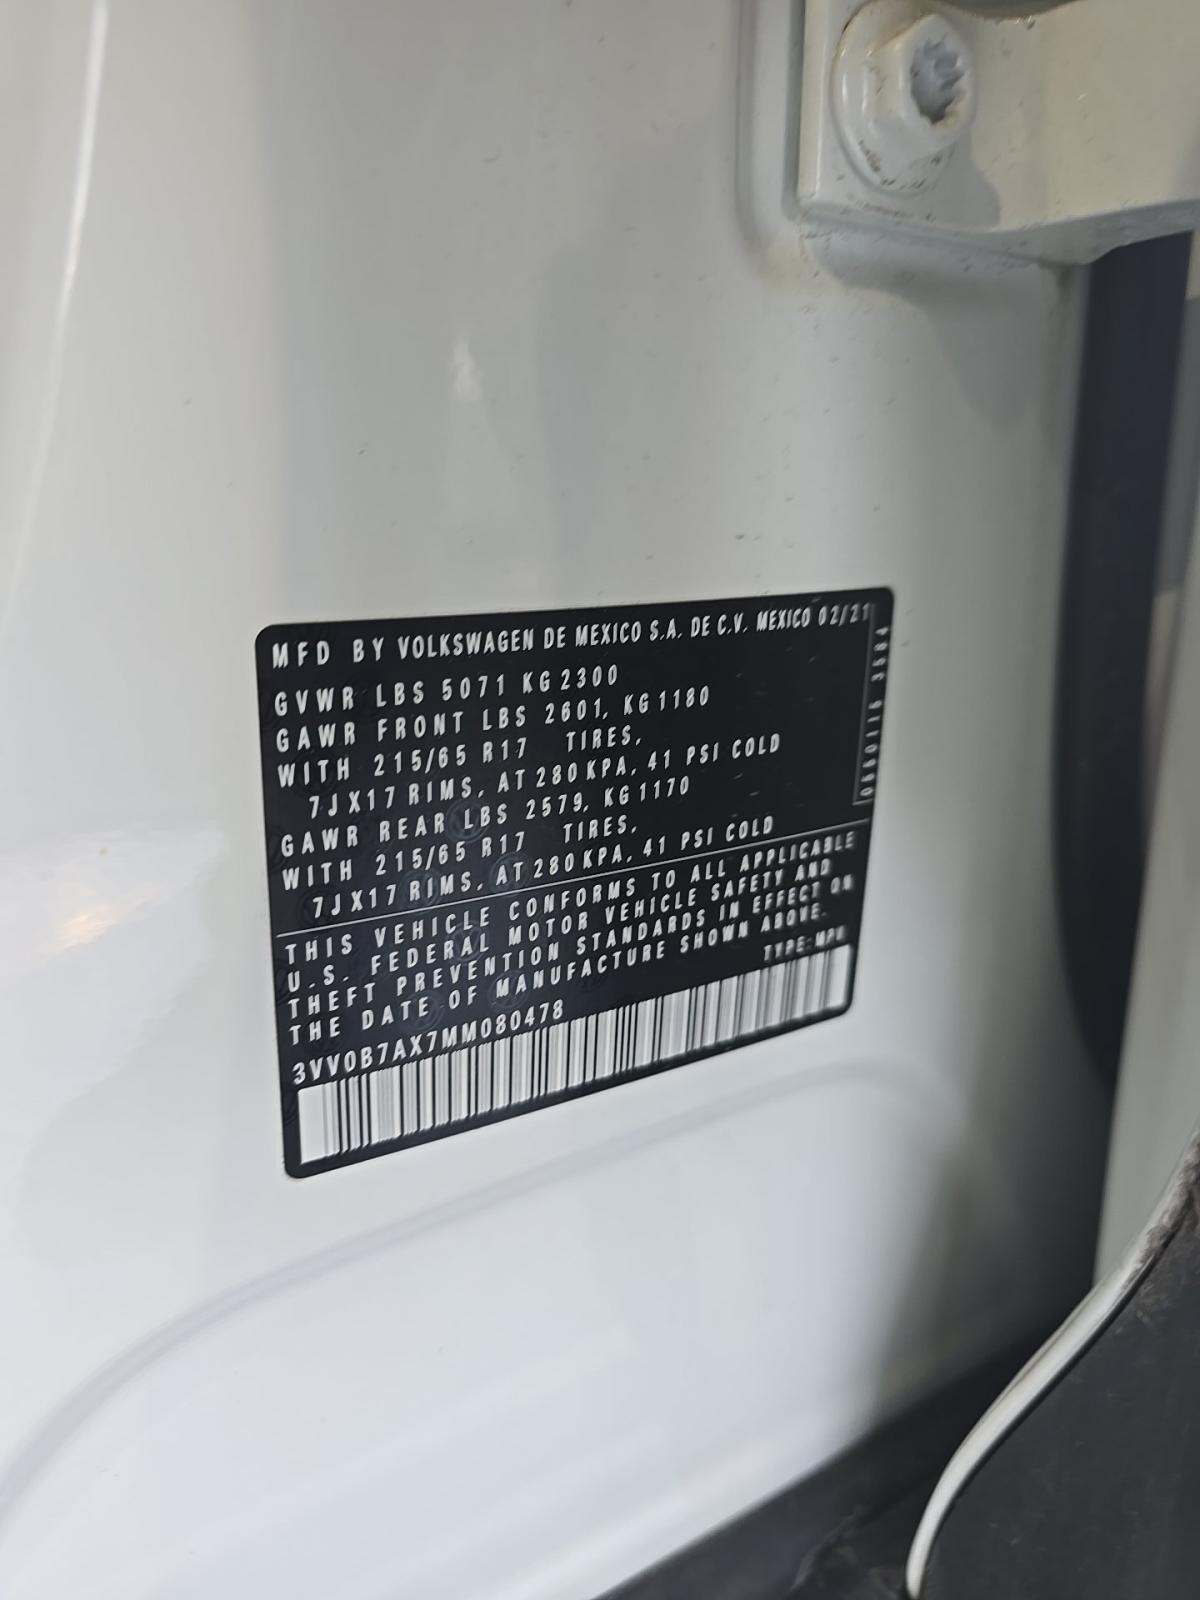 MFD BY VOLKSWAGEN DE MEXICO S.A. DE C.V. MEXICO 02/21
GVWR LBS 5071 KG 2300
GAWR FRONT LBS 2601, KG 1180
WITH 215/65 R17 TIRES,
7JX17 RIMS, AT 280 KPA, 41 PSI COLD
GAWR REAR LBS 2579, KG 1170
WITH 215/65 R17 TIRES,
7JX17 RIMS, AT 280 KPA, 41 PSI COLD
THIS VEHICLE CONFORMS TO ALL APPLICABLE
U.S. FEDERAL MOTOR VEHICLE SAFETY AND
THEFT PREVENTION STANDARDS IN EFFECT ON
THE DATE OF MANUFACTURE SHOWN ABOVE.
TYPE: MPV
3VV0B7AX7MM080478